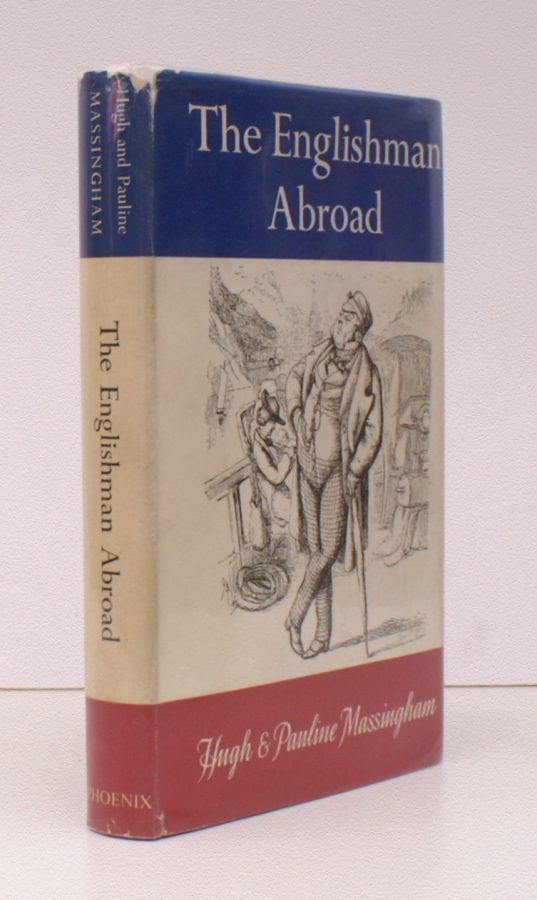 Hugh and Pauline
MASSINGHAM
The Englishman Abroad
PHOENIX
The Englishman
Abroad
Hugh & Pauline Massingham